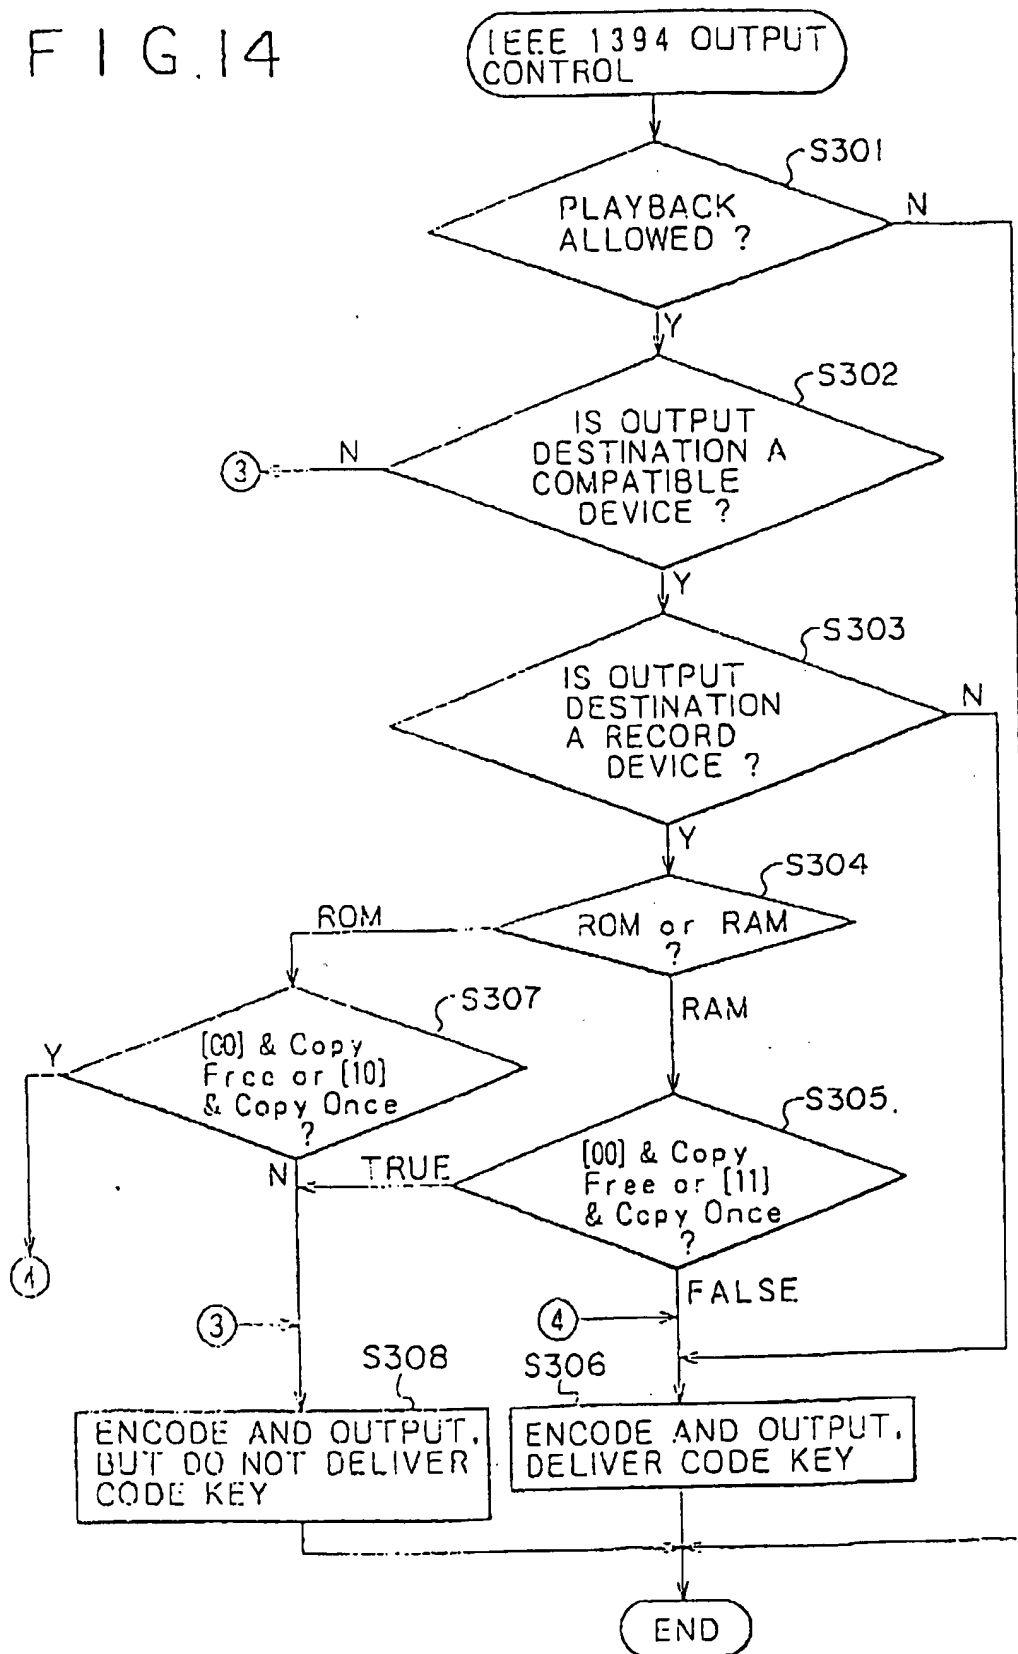 FIG.14
IEEE 1394 OUTPUT
CONTROL
S301
PLAYBACK
ALLOWED ?
N
Y
S302
IS OUTPUT
DESTINATION A
COMPATIBLE
DEVICE ?
N
3
Y
S303
IS OUTPUT
DESTINATION
A RECORD
DEVICE ?
N
Y
S304
ROM or RAM
?
ROM
RAM
S307
[00] & Copy
Free or [10]
& Copy Once
?
Y
N
S305.
[00] & Copy
Free or [11]
& Copy Once
?
TRUE
FALSE
4
3
4
S308
ENCODE AND OUTPUT,
BUT DO NOT DELIVER
CODE KEY
S306
ENCODE AND OUTPUT,
DELIVER CODE KEY
END